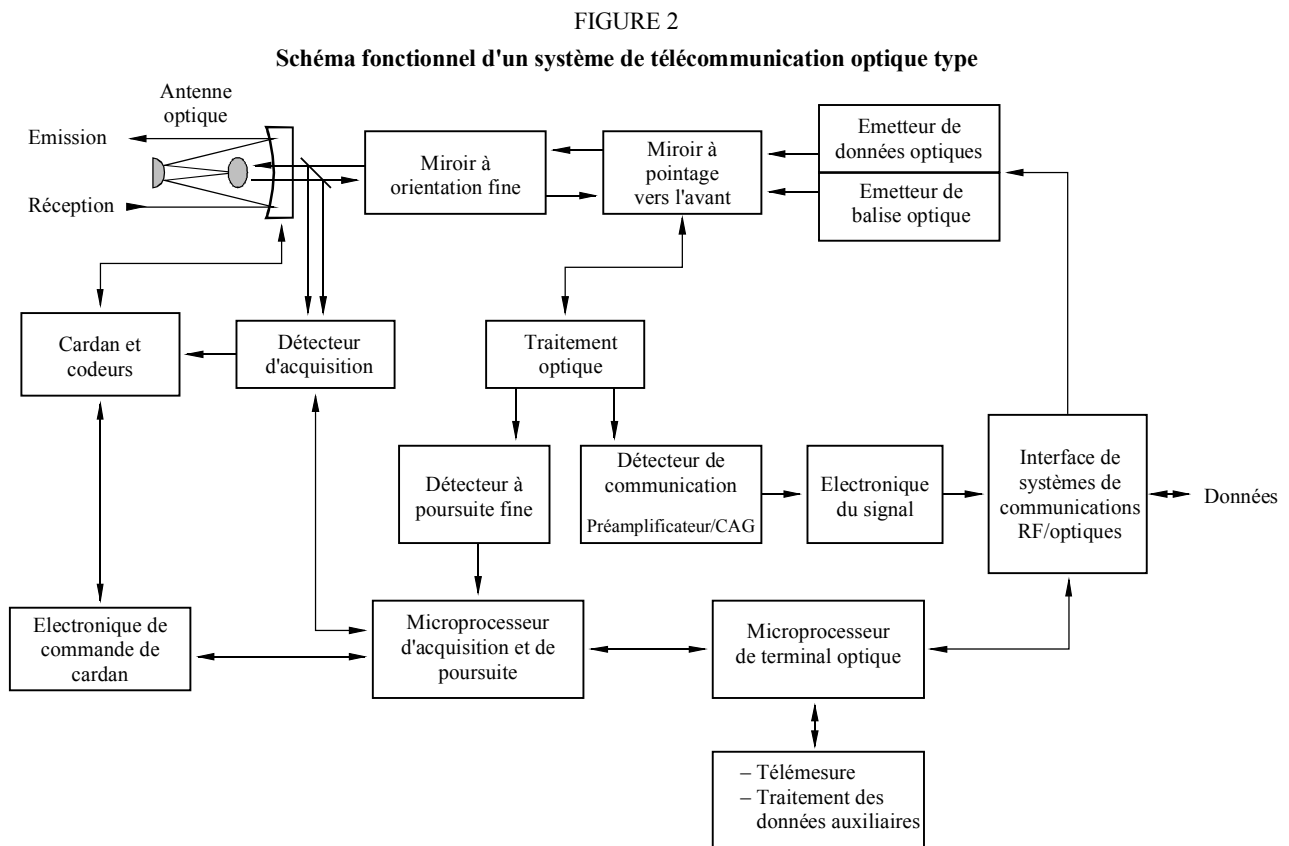 FIGURE 2
Schéma fonctionnel d'un système de télécommunication optique type
Antenne
optique
Emission
Réception
Miroir à
orientation fine
Miroir à
pointage
vers l'avant
Emetteur de
données optiques
Emetteur de
balise optique
Cardan et
codeurs
Détecteur
d'acquisition
Traitement
optique
Détecteur à
poursuite fine
Détecteur de
communication
Préamplificateur/CAG
Electronique
du signal
Interface de
systèmes de
communications
RF/optiques
Données
Electronique de
commande de
cardan
Microprocesseur
d'acquisition et de
poursuite
Microprocesseur
de terminal optique
– Télémesure
– Traitement des
données auxiliaires